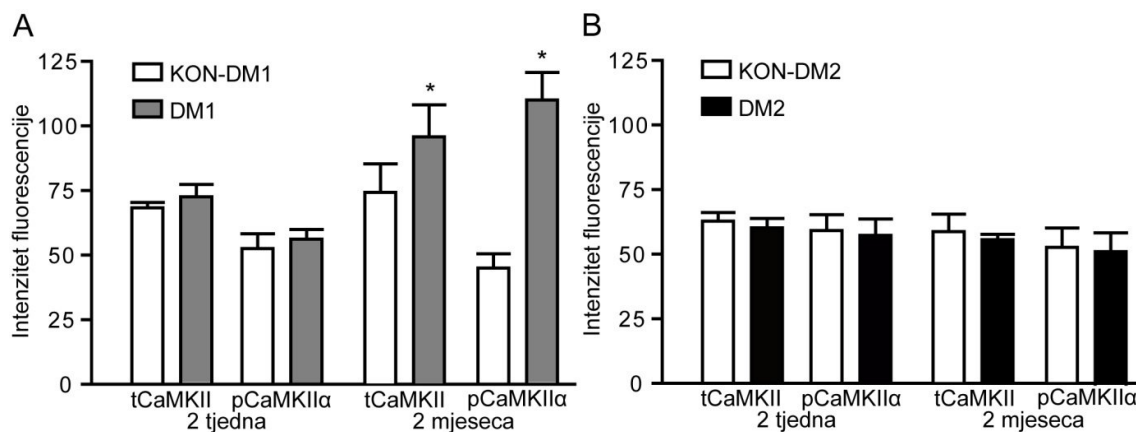 A
Intenzitet fluorescencije
125
100
75
50
25
0
KON-DM1
DM1
*
*
tCaMKII pCaMKIIα tCaMKII pCaMKIIα
2 tjedna 2 mjeseca
B
Intenzitet fluorescencije
125
100
75
50
25
0
KON-DM2
DM2
tCaMKII pCaMKIIα tCaMKII pCaMKIIα
2 tjedna 2 mjeseca